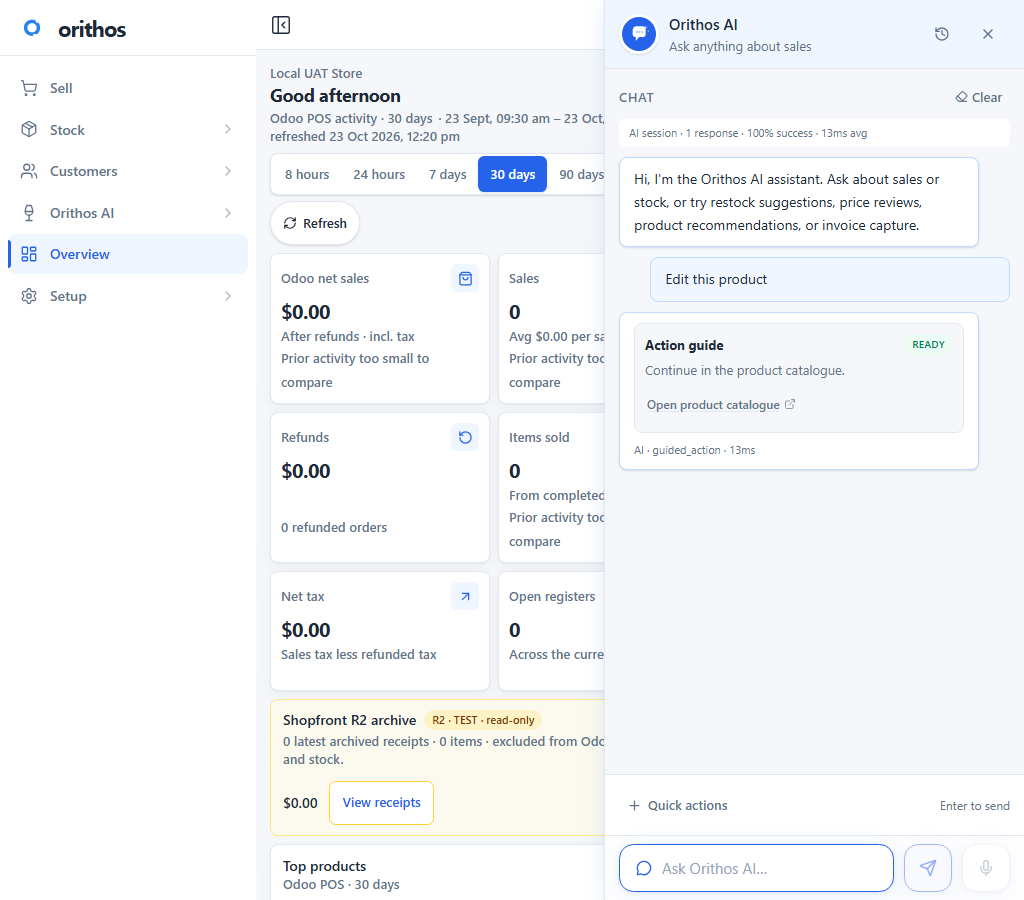 orithos
Sell
Stock
Customers
Orithos AI
Overview
Setup
Local UAT Store
Good afternoon
Odoo POS activity · 30 days · 23 Sept, 09:30 am – 23 Oct,
refreshed 23 Oct 2026, 12:20 pm
8 hours
24 hours
7 days
30 days
90 days
Refresh
Odoo net sales
$0.00
After refunds · incl. tax
Prior activity too small to
compare
Sales
0
Avg $0.00 per sa
Prior activity too
compare
Refunds
$0.00
0 refunded orders
Items sold
0
From completed
Prior activity too
compare
Net tax
$0.00
Sales tax less refunded tax
Open registers
0
Across the curre
Shopfront R2 archive
R2 · TEST · read-only
0 latest archived receipts · 0 items · excluded from Odo
and stock.
$0.00
View receipts
Top products
Odoo POS · 30 days
Orithos AI
Ask anything about sales
CHAT
Clear
AI session · 1 response · 100% success · 13ms avg
Hi, I'm the Orithos AI assistant. Ask about sales or
stock, or try restock suggestions, price reviews,
product recommendations, or invoice capture.
Edit this product
Action guide
READY
Continue in the product catalogue.
Open product catalogue
AI · guided_action · 13ms
Quick actions
Enter to send
Ask Orithos AI...